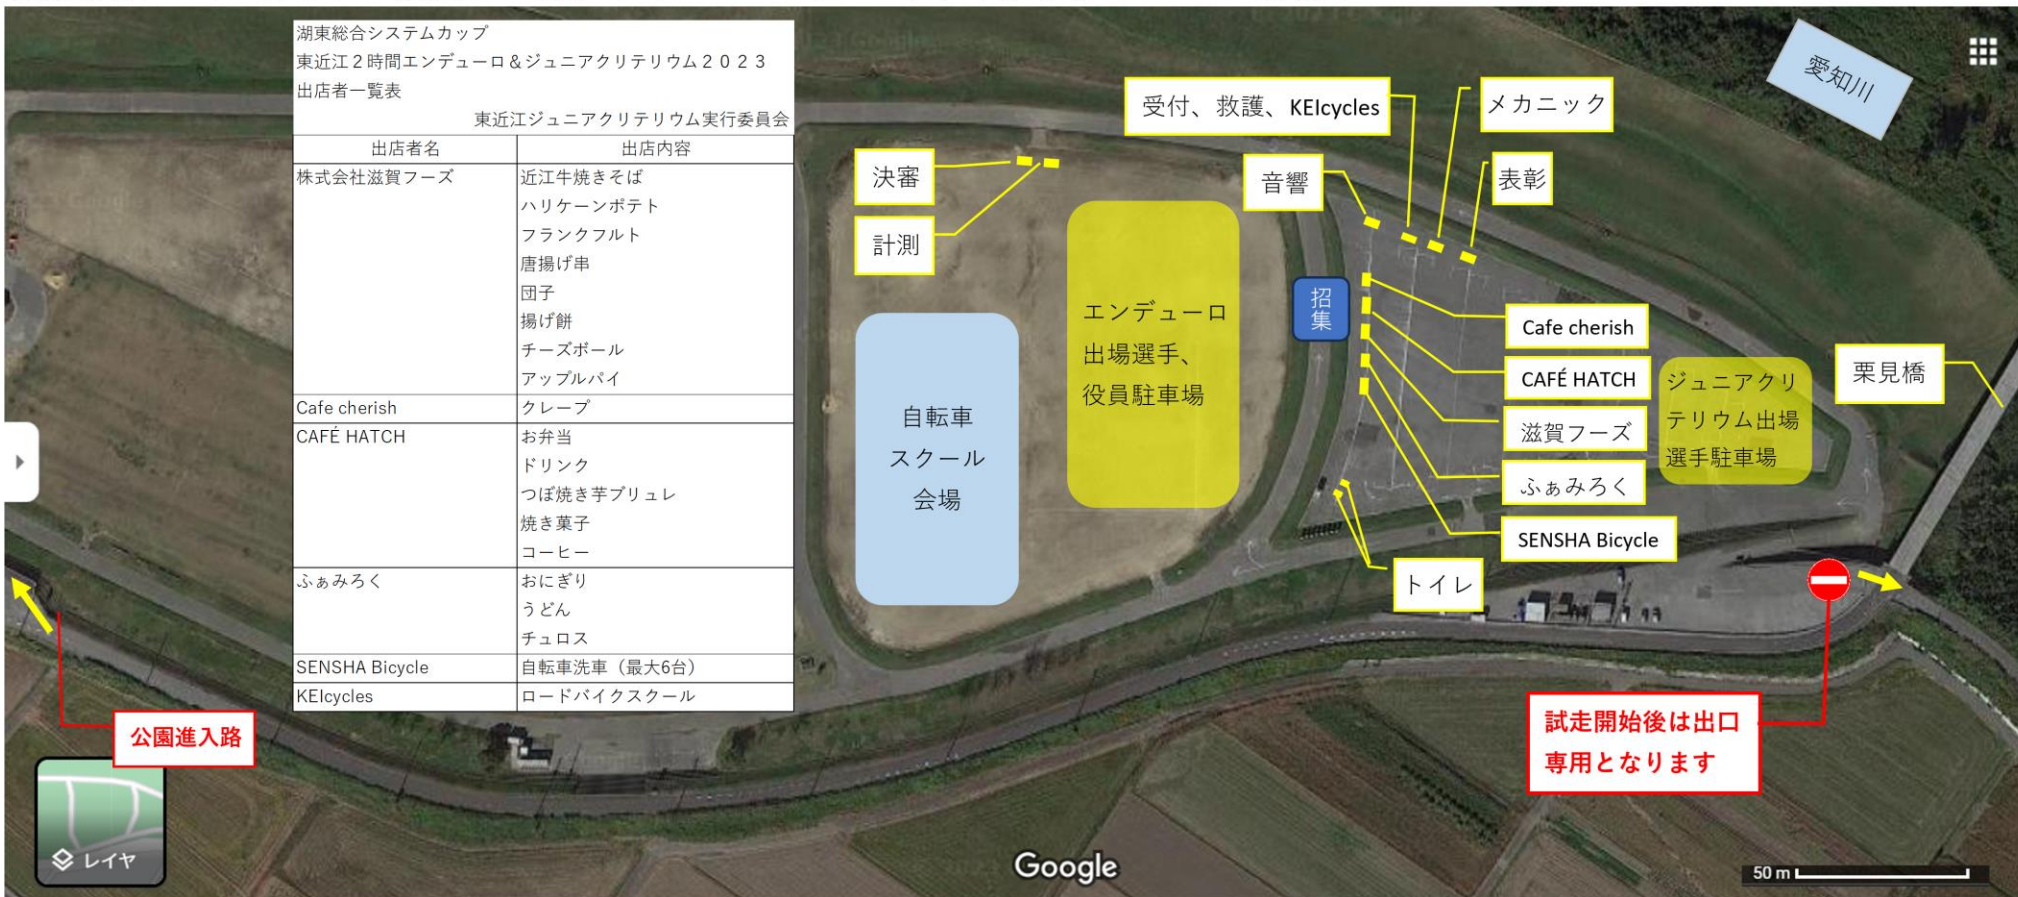 湖東総合システムカップ
東近江２時間エンデューロ＆ジュニアクリテリウム２０２３
出店者一覧表
東近江ジュニアクリテリウム実行委員会
出店者名 出店内容
株式会社滋賀フーズ 近江牛焼きそば
ハリケーンポテト
フランクフルト
唐揚げ串
団子
揚げ餅
チーズボール
アップルパイ
Cafe cherish クレープ
CAFÉ HATCH お弁当
ドリンク
つぼ焼き芋ブリュレ
焼き菓子
コーヒー
ふぁみろく おにぎり
うどん
チュロス
SENSHA Bicycle 自転車洗車（最大6台）
KEIcycles ロードバイクスクール
公園進入路
レイヤ
決審
計測
自転車
スクール
会場
エンデューロ
出場選手、
役員駐車場
受付、救護、KEIcycles
メカニック
音響
表彰
招集
Cafe cherish
CAFÉ HATCH
滋賀フーズ
ふぁみろく
SENSHA Bicycle
トイレ
ジュニアクリ
テリウム出場
選手駐車場
愛知川
栗見橋
試走開始後は出口
専用となります
Google
50 m